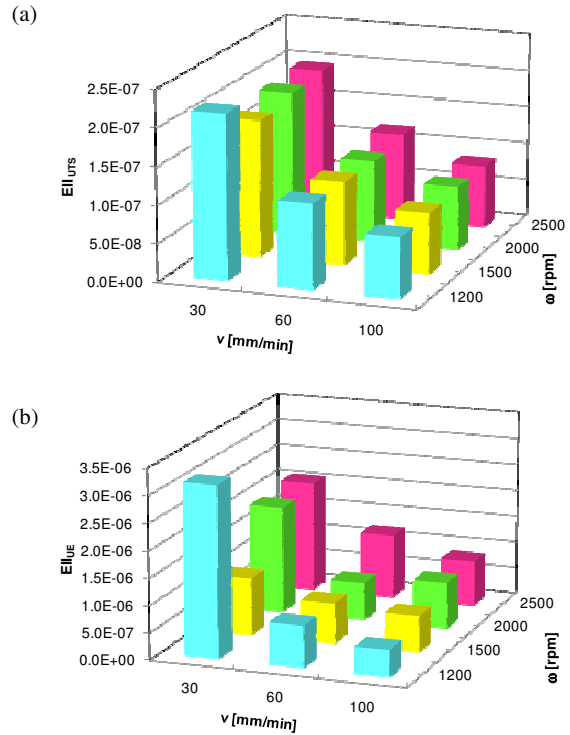 (a)
2.5E-07
2.0E-07
1.5E-07
1.0E-07
5.0E-08
0.0E+00
EII_UTS
30
60
100
v [mm/min]
1200
1500
2000
2500
ω [rpm]
(b)
3.5E-06
3.0E-06
2.5E-06
2.0E-06
1.5E-06
1.0E-06
5.0E-07
0.0E+00
EII_UE
30
60
100
v [mm/min]
1200
1500
2000
2500
ω [rpm]